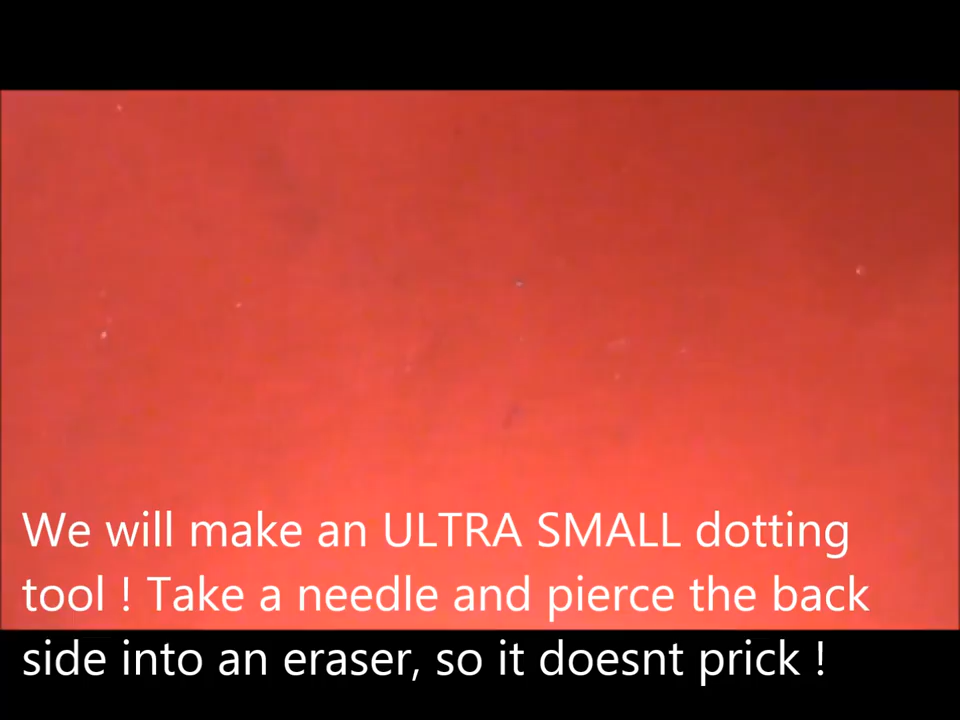 We will make an ULTRA SMALL dotting
tool ! Take a needle and pierce the back
side into an eraser, so it doesnt prick !